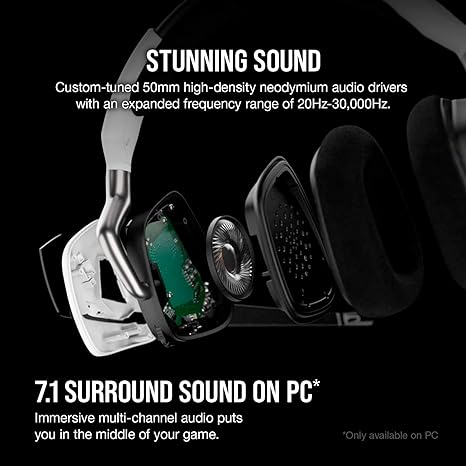 STUNNING SOUND
Custom-tuned 50mm high-density neodymium audio drivers
with an expanded frequency range of 20Hz-30,000Hz.
7.1 SURROUND SOUND ON PC*
Immersive multi-channel audio puts
you in the middle of your game.
*Only available on PC